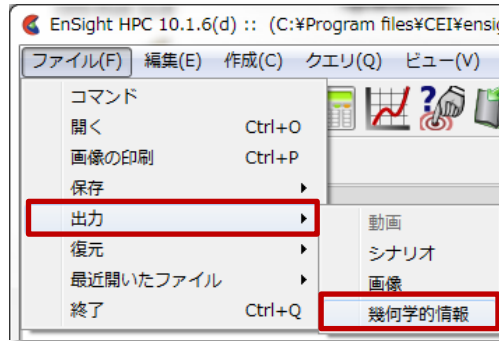 EnSight HPC 10.1.6(d) :: (C:¥Program files¥CEI¥ensig
ファイル(F) 編集(E) 作成(C) クエリ(Q) ビュー(V)
コマンド
開く Ctrl+O
画像の印刷 Ctrl+P
保存
出力
動画
復元
シナリオ
最近開いたファイル
画像
終了 Ctrl+Q
幾何学的情報